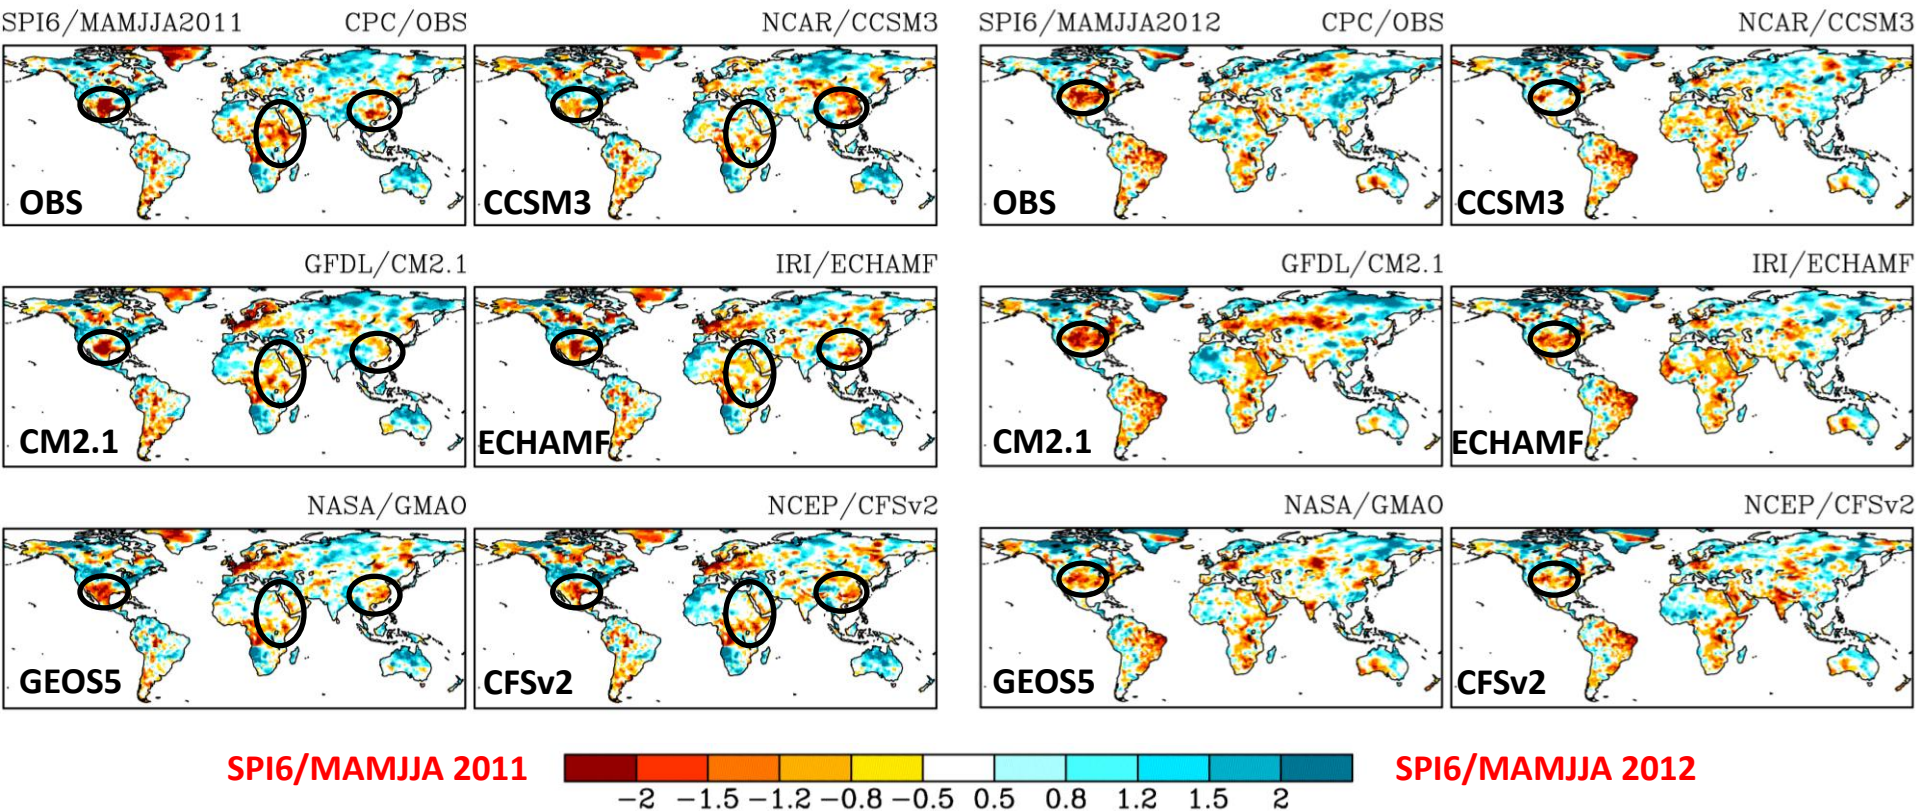 SPI6/MAMJJA2011 CPC/OBS NCAR/CCSM3 SPI6/MAMJJA2012 CPC/OBS NCAR/CCSM3
OBS CCSM3 OBS CCSM3
GFDL/CM2.1 IRI/ECHAMF GFDL/CM2.1 IRI/ECHAMF
CM2.1 ECHAMF CM2.1 ECHAMF
NASA/GMAO NCEP/CFSv2 NASA/GMAO NCEP/CFSv2
GEOS5 CFSv2 GEOS5 CFSv2
SPI6/MAMJJA 2011 SPI6/MAMJJA 2012
−2 −1.5 −1.2 −0.8 −0.5 0.5 0.8 1.2 1.5 2